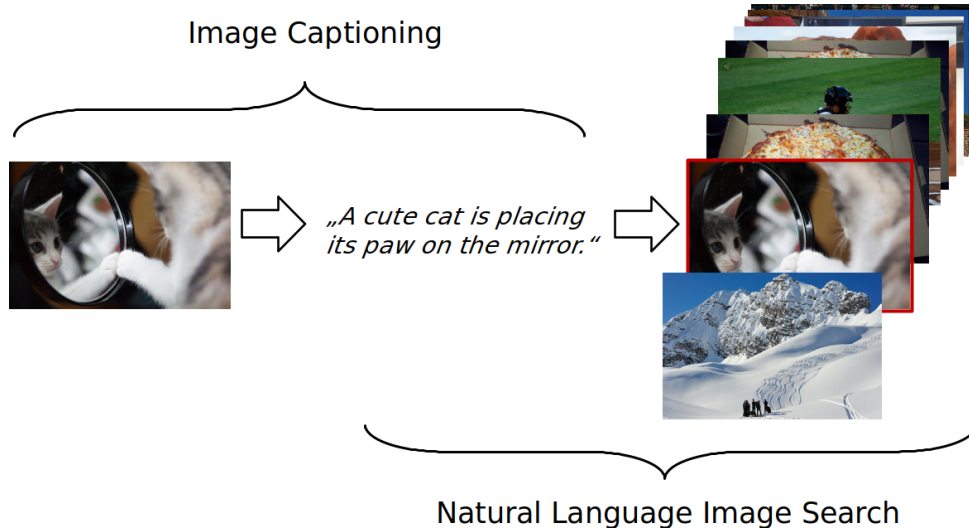 Image Captioning
„A cute cat is placing
its paw on the mirror.“
Natural Language Image Search